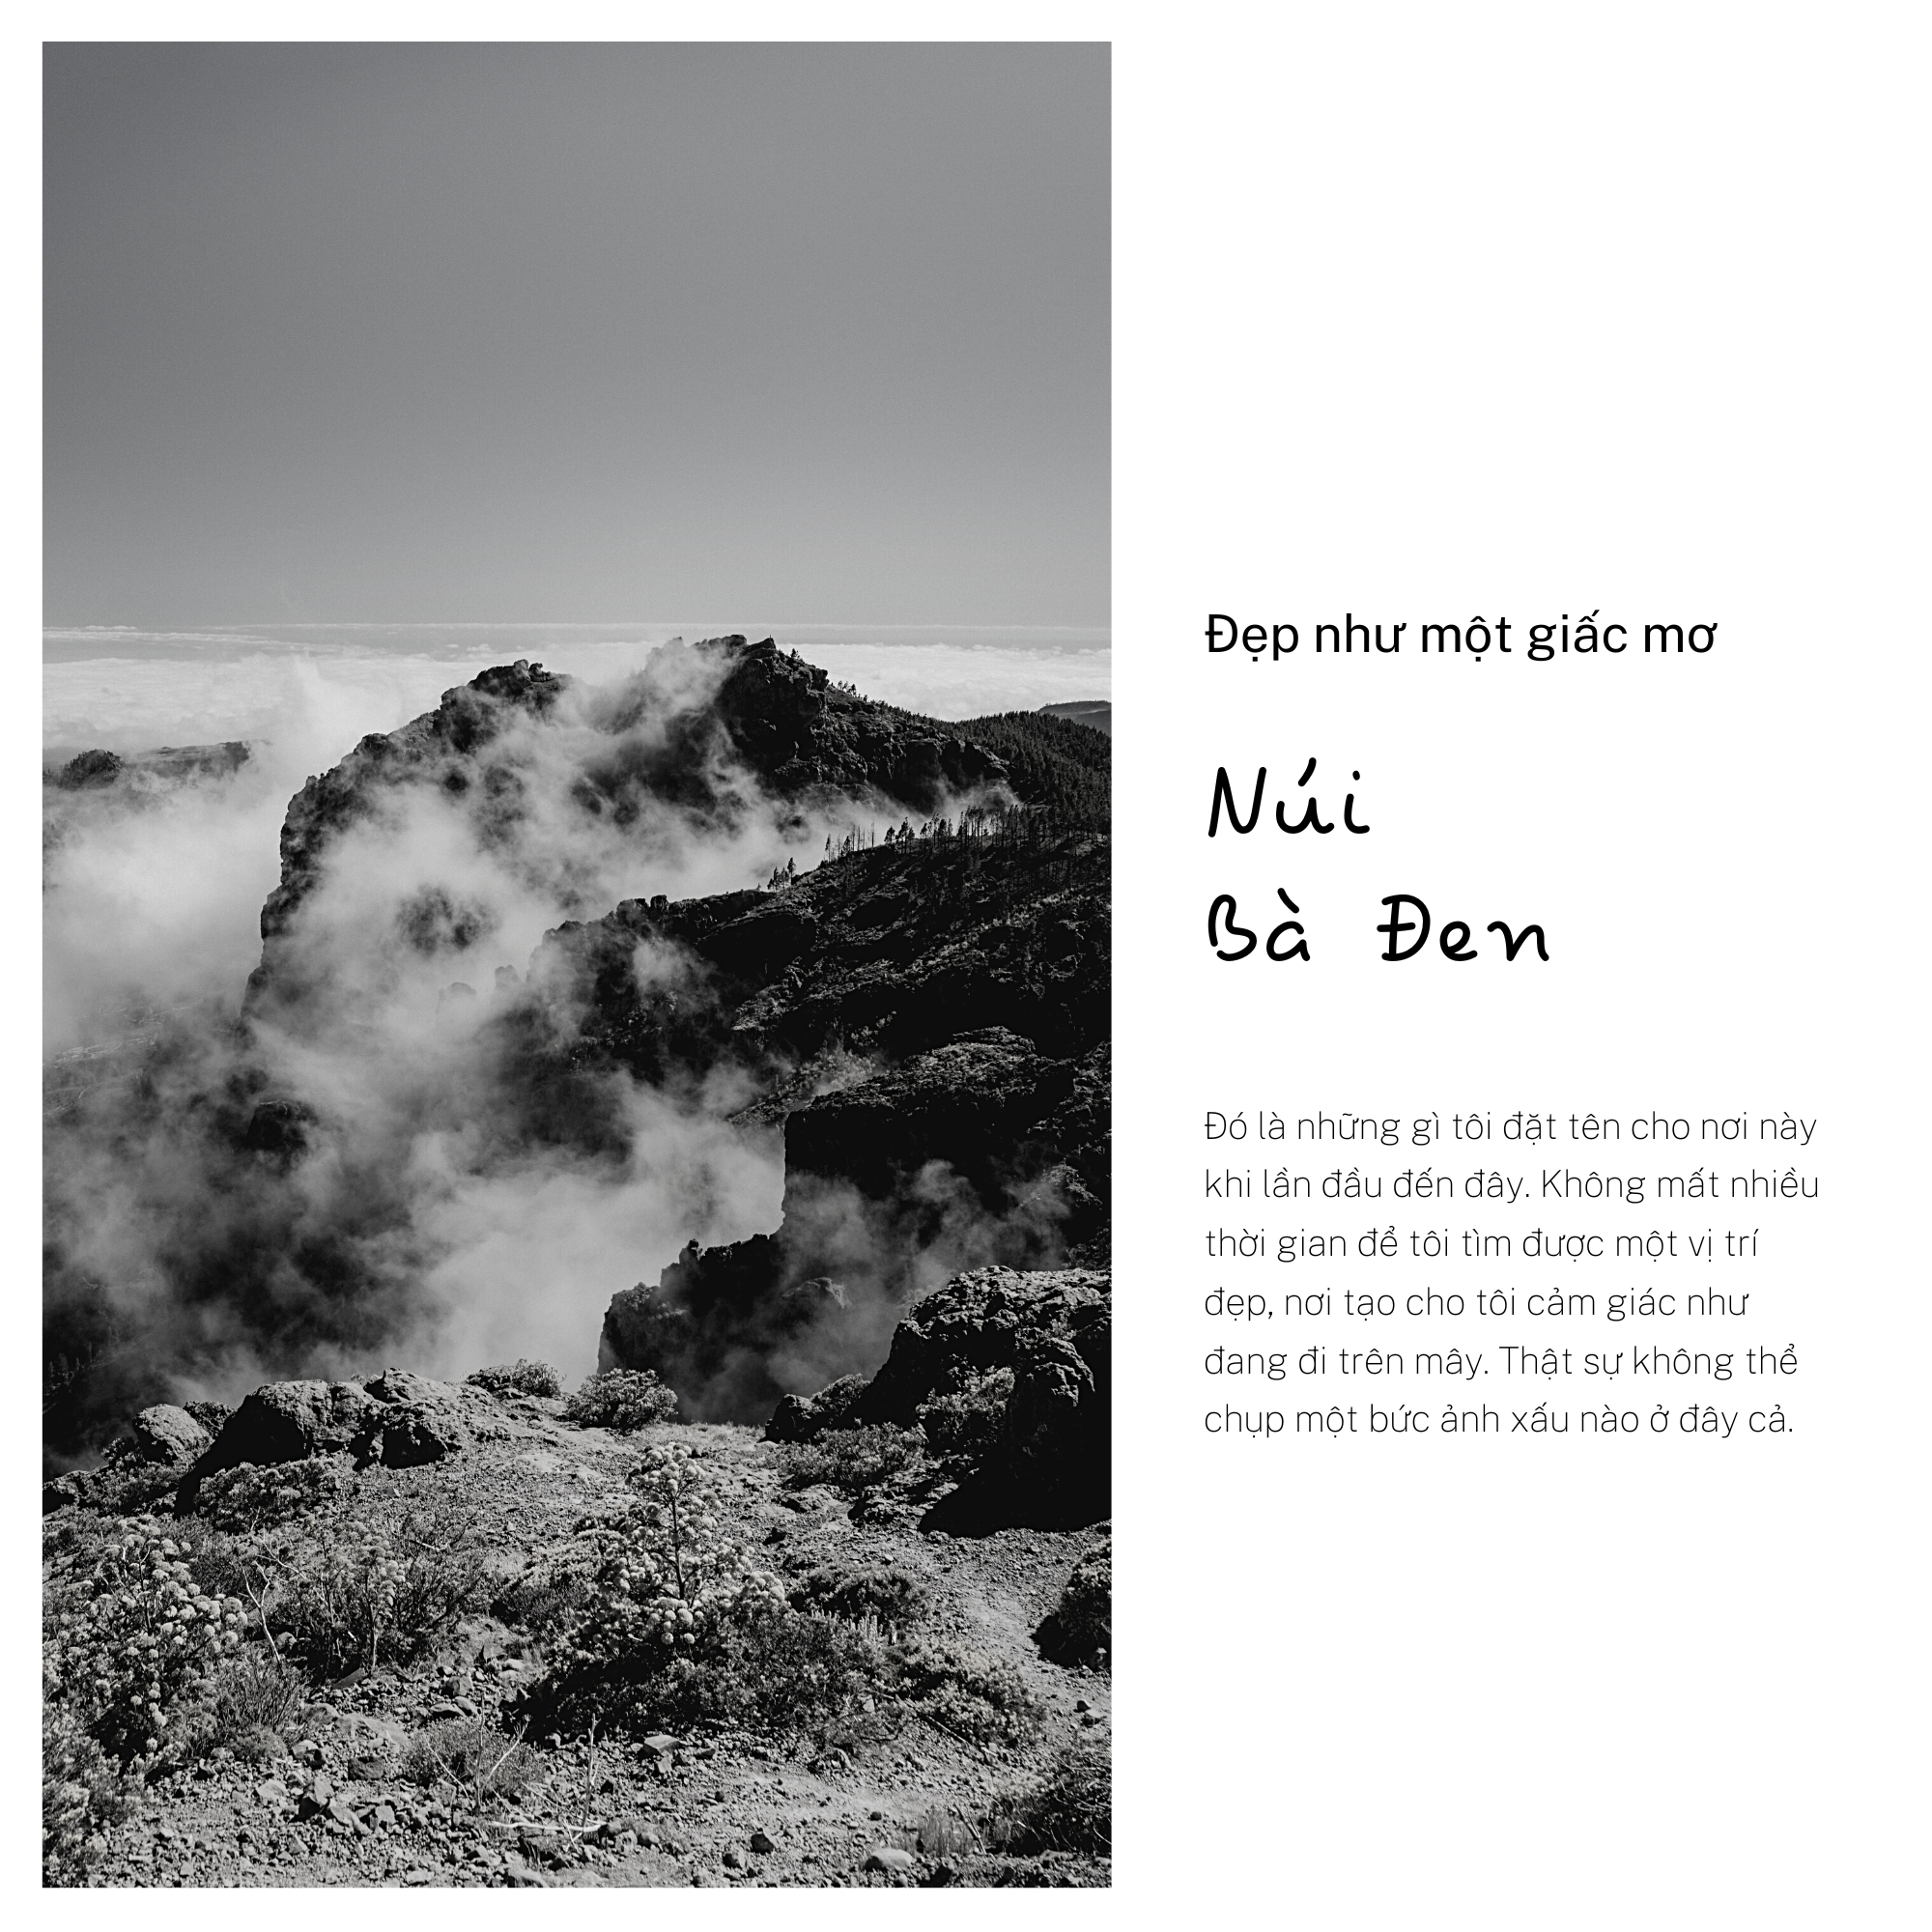 Đẹp như một giấc mơ
Núi
Bà Đen
Đó là những gì tôi đặt tên cho nơi này
khi lần đầu đến đây. Không mất nhiều
thời gian để tôi tìm được một vị trí
đẹp, nơi tạo cho tôi cảm giác như
đang đi trên mây. Thật sự không thể
chụp một bức ảnh xấu nào ở đây cả.